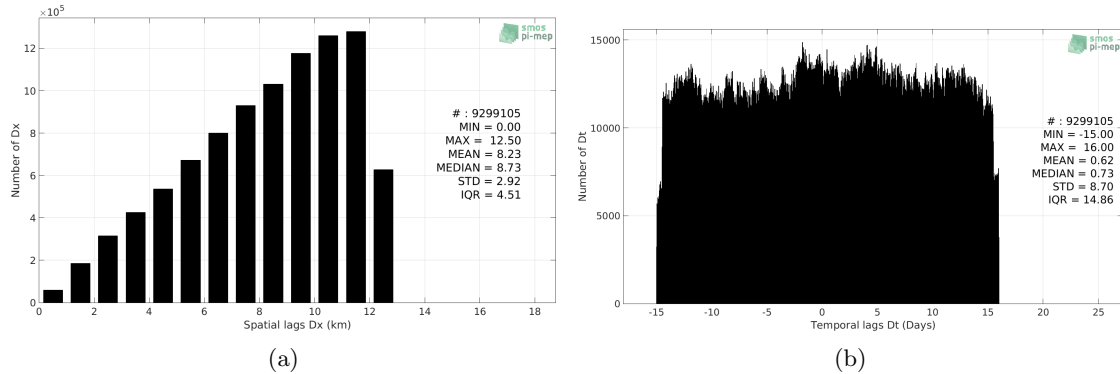 ×10⁵
12
10
8
6
4
2
0
Number of Dx
0 2 4 6 8 10 12 14 16 18
Spatial lags Dx (km)
smos
pi-mep
# : 9299105
MIN = 0.00
MAX = 12.50
MEAN = 8.23
MEDIAN = 8.73
STD = 2.92
IQR = 4.51
(a)
15000
10000
5000
0
Number of Dt
-15 -10 -5 0 5 10 15 20 25
Temporal lags Dt (Days)
smos
pi-mep
# : 9299105
MIN = -15.00
MAX = 16.00
MEAN = 0.62
MEDIAN = 0.73
STD = 8.70
IQR = 14.86
(b)